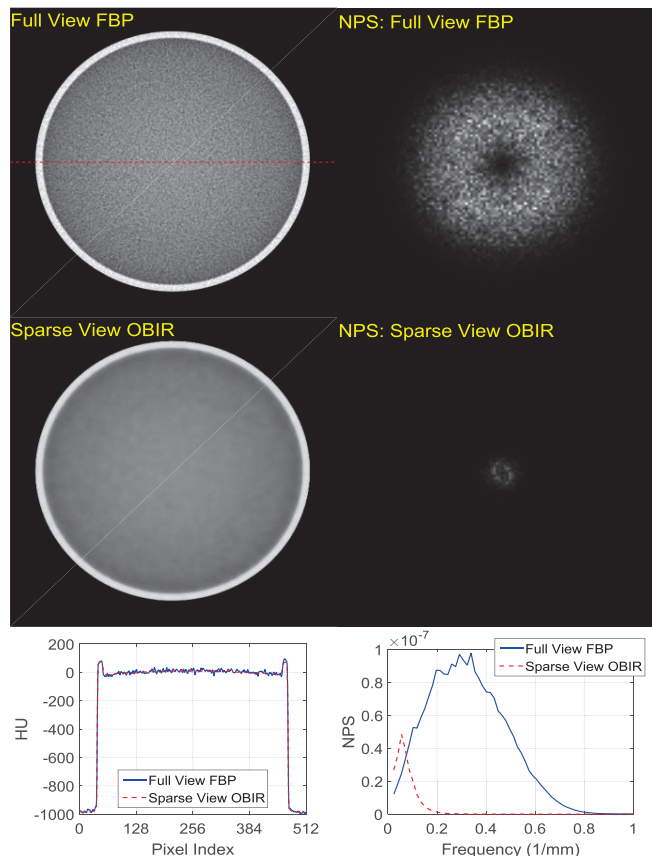 Full View FBP
NPS: Full View FBP
Sparse View OBIR
NPS: Sparse View OBIR
200
0
-200
-400
-600
-800
-1000
HU
0 128 256 384 512
Pixel Index
Full View FBP
Sparse View OBIR
×10-7
1
0.8
0.6
0.4
0.2
0
NPS
0 0.2 0.4 0.6 0.8 1
Frequency (1/mm)
Full View FBP
Sparse View OBIR